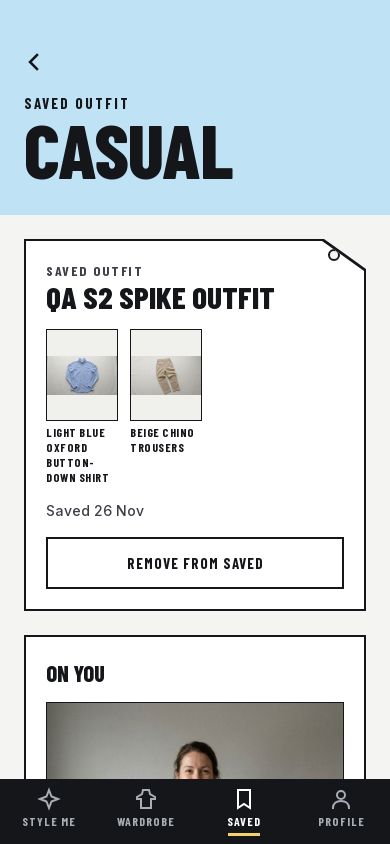 SAVED OUTFIT
CASUAL
SAVED OUTFIT
QA S2 SPIKE OUTFIT
LIGHT BLUE
OXFORD
BUTTON-
DOWN SHIRT
BEIGE CHINO
TROUSERS
Saved 26 Nov
REMOVE FROM SAVED
ON YOU
STYLE ME
WARDROBE
SAVED
PROFILE